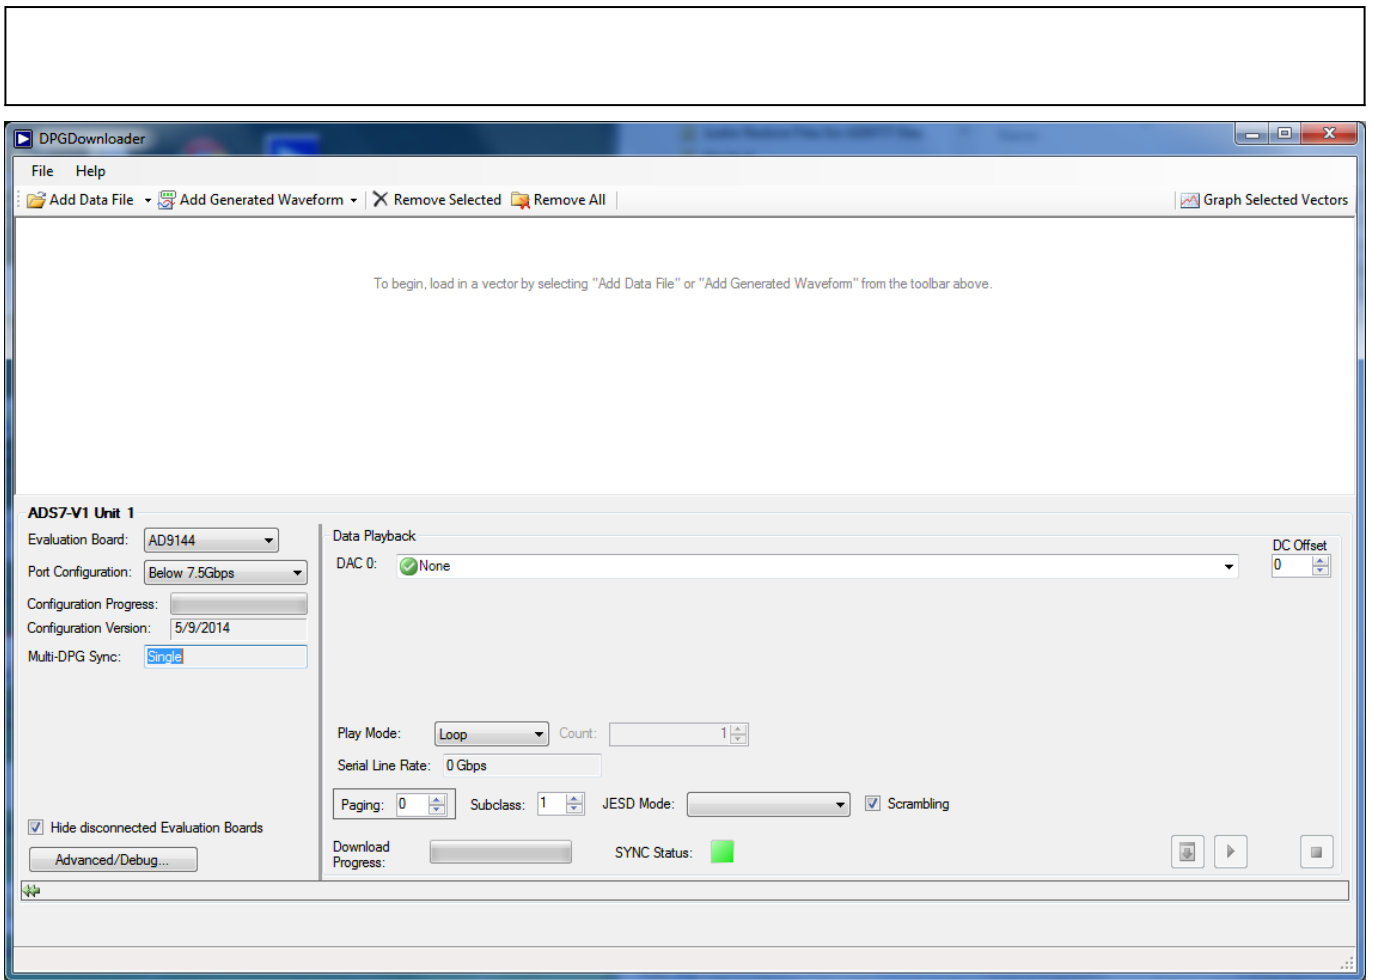 DPGDownloader
File Help
Add Data File Add Generated Waveform Remove Selected Remove All Graph Selected Vectors
To begin, load in a vector by selecting "Add Data File" or "Add Generated Waveform" from the toolbar above.
ADS7-V1 Unit 1
Evaluation Board: AD9144
Port Configuration: Below 7.5Gbps
Configuration Progress:
Configuration Version: 5/9/2014
Multi-DPG Sync: Single
Hide disconnected Evaluation Boards
Advanced/Debug...
Data Playback
DC Offset
DAC 0: None 0
Play Mode: Loop Count: 1
Serial Line Rate: 0 Gbps
Paging: 0 Subclass: 1 JESD Mode: Scrambling
Download
Progress:
SYNC Status: